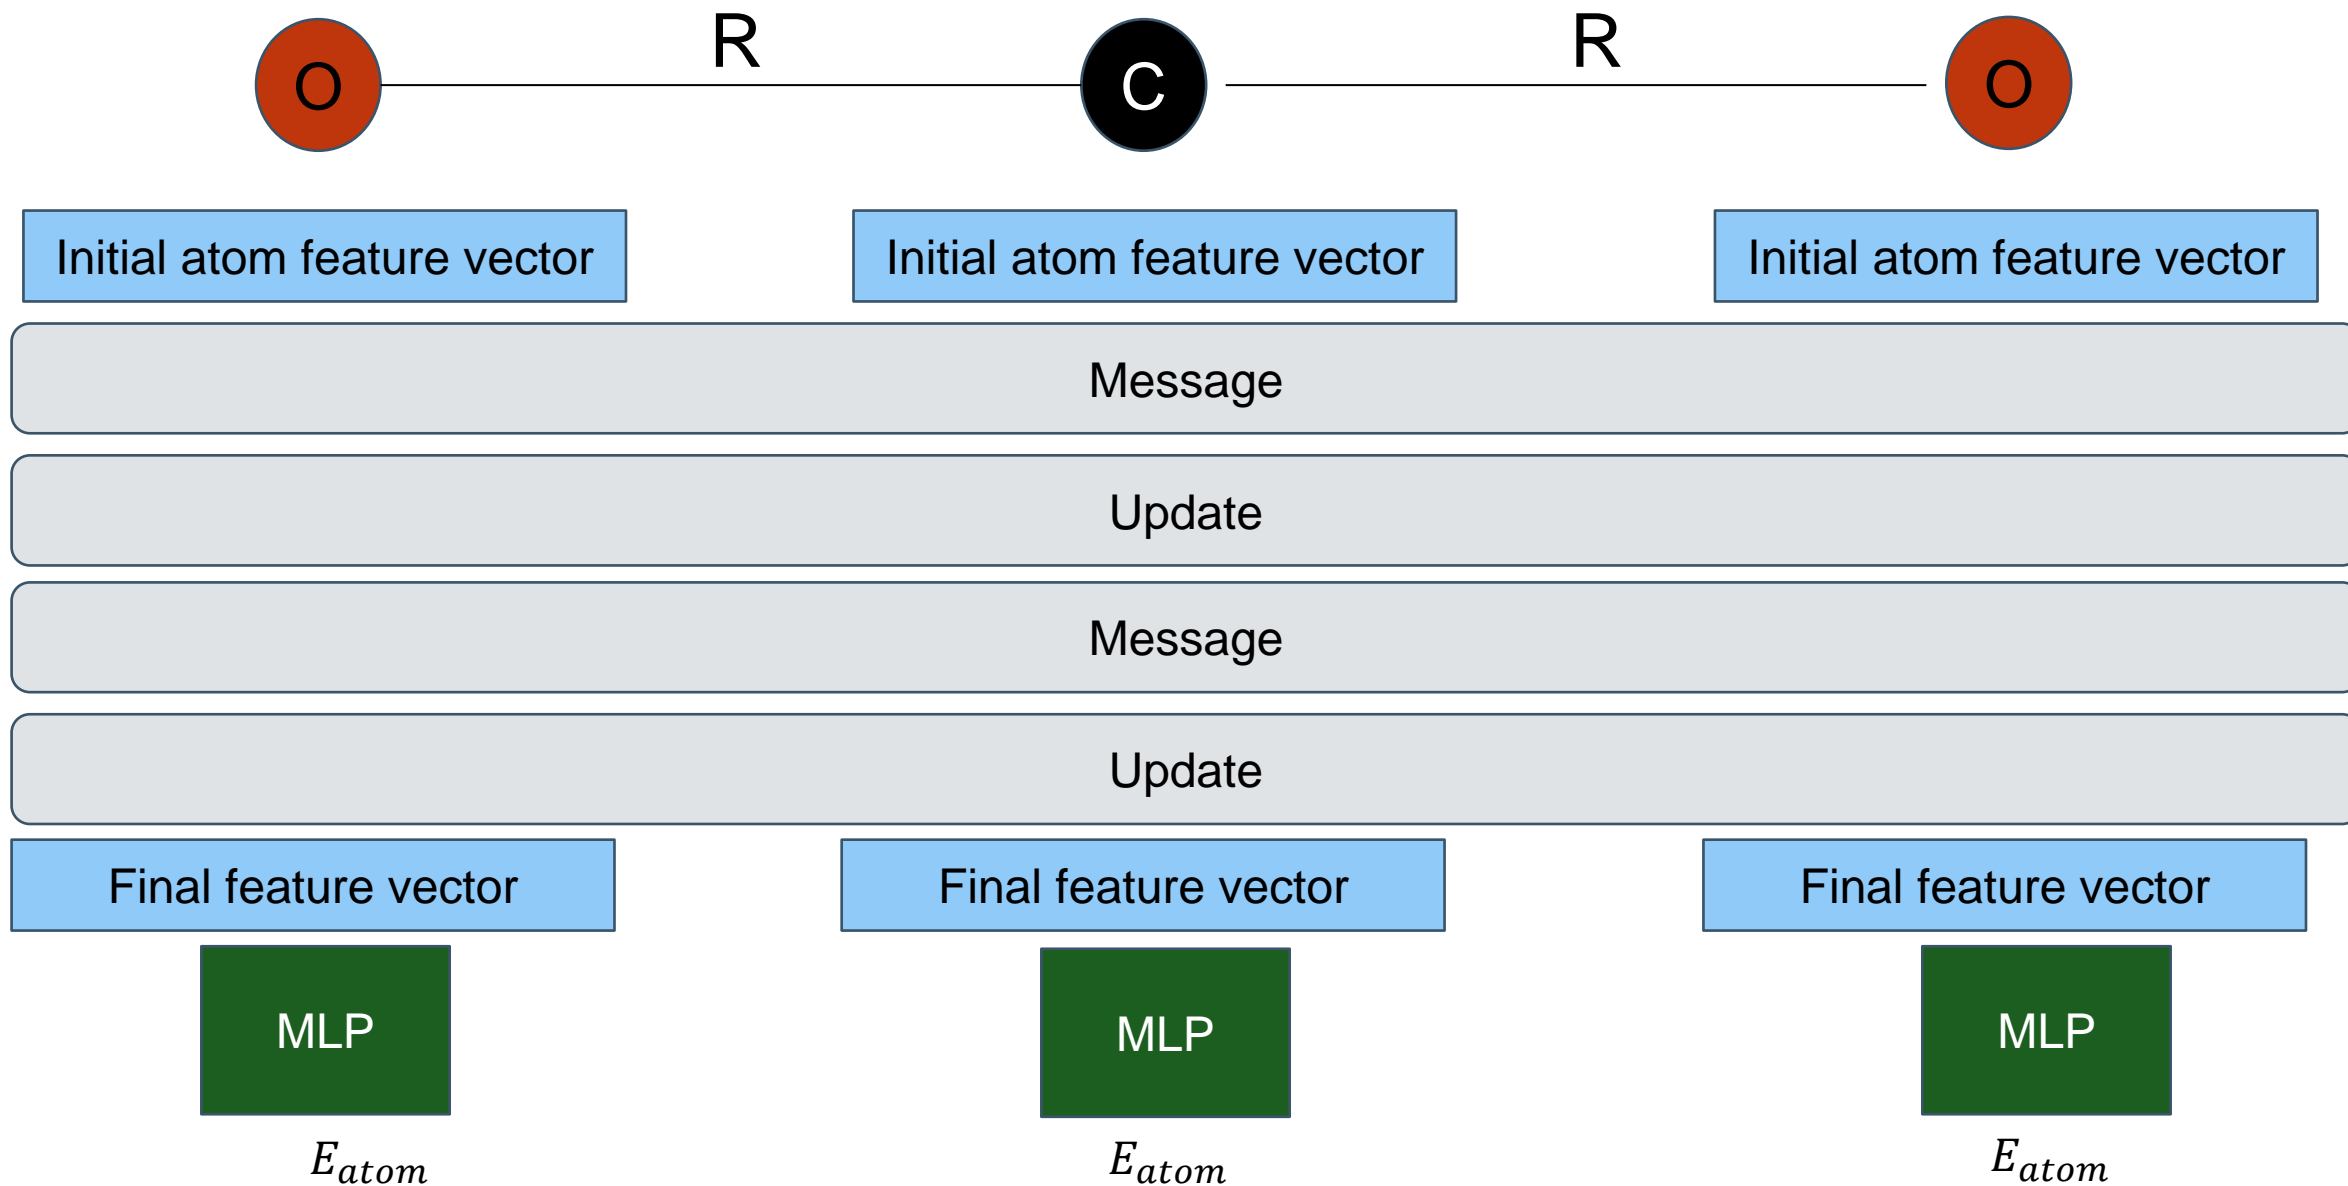 R R
O C O
Initial atom feature vector Initial atom feature vector Initial atom feature vector
Message
Update
Message
Update
Final feature vector Final feature vector Final feature vector
MLP MLP MLP
E_atom E_atom E_atom